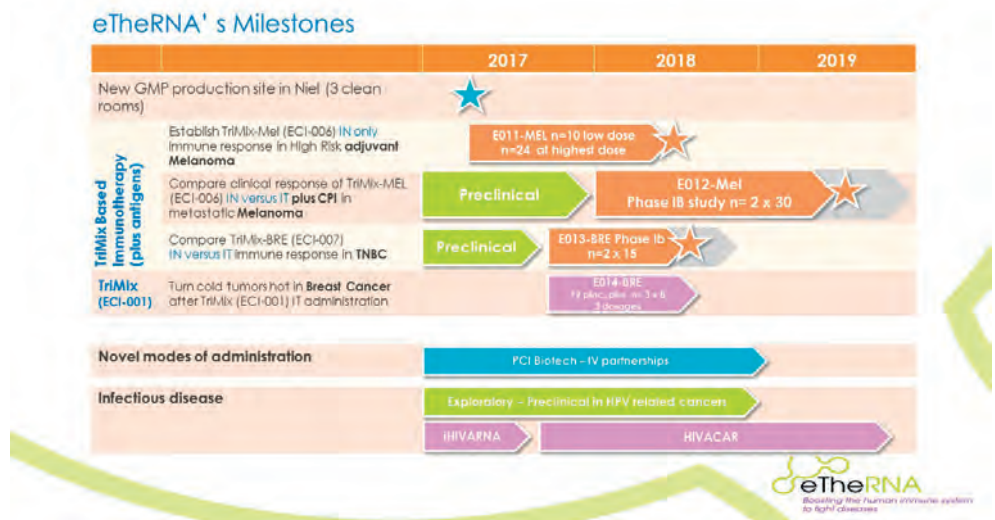 eTheRNA' s Milestones
2017 2018 2019
New GMP production site in Niel (3 clean
rooms)
TriMix Based
Immunotherapy
(plus antigens)
Establish TriMix-Mel (ECI-006) IN only
immune response in High Risk adjuvant
Melanoma
E011-MEL n=10 low dose
n=24 at highest dose
Compare clinical response of TriMix-MEL
(ECI-006) IN versus IT plus CPI in
metastatic Melanoma
Preclinical
E012-Mel
Phase IB study n= 2 x 30
Compare TriMix-BRE (ECI-007)
IN versus IT immune response in TNBC
Preclinical
E013-BRE Phase Ib
n=2 x 15
TriMix
(ECI-001)
Turn cold tumors hot in Breast Cancer
after TriMix (ECI-001) IT administration
E014-BRE
n= 3 x 6
3 dosages
Novel modes of administration
PCI Biotech – IV partnerships
Infectious disease
Exploratory – Preclinical in HPV related cancers
iHIVARNA
HIVACAR
eTheRNA
Boosting the human immune system
to fight diseases